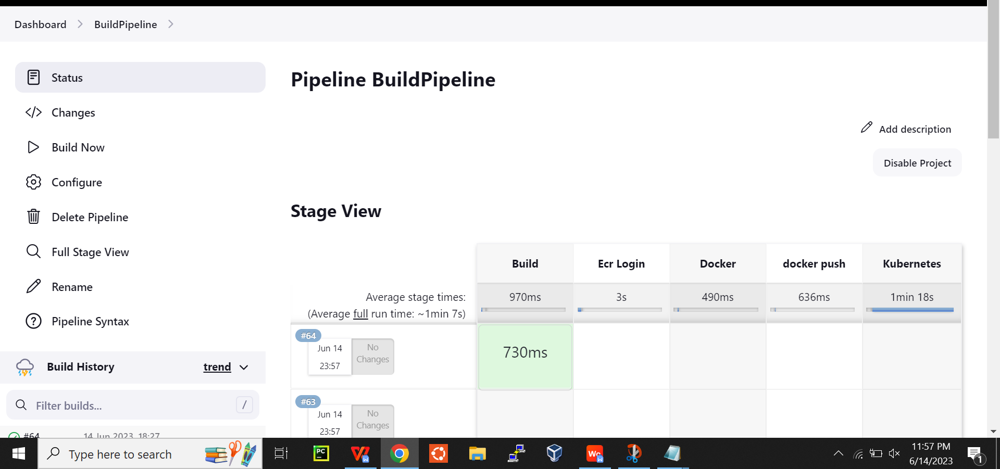 Dashboard
BuildPipeline
Status
Changes
Build Now
Configure
Delete Pipeline
Full Stage View
Rename
Pipeline Syntax
Build History
trend
Filter builds...
/
#64
14 Jun 2023, 18:27
Pipeline BuildPipeline
Add description
Disable Project
Stage View
Build Ecr Login Docker docker push Kubernetes
Average stage times: 970ms 3s 490ms 636ms 1min 18s
(Average full run time: ~1min 7s)
#64
Jun 14
23:57
No
Changes
730ms
#63
Jun 14
23:57
No
Changes
Type here to search
PC
11:57 PM
6/14/2023
1